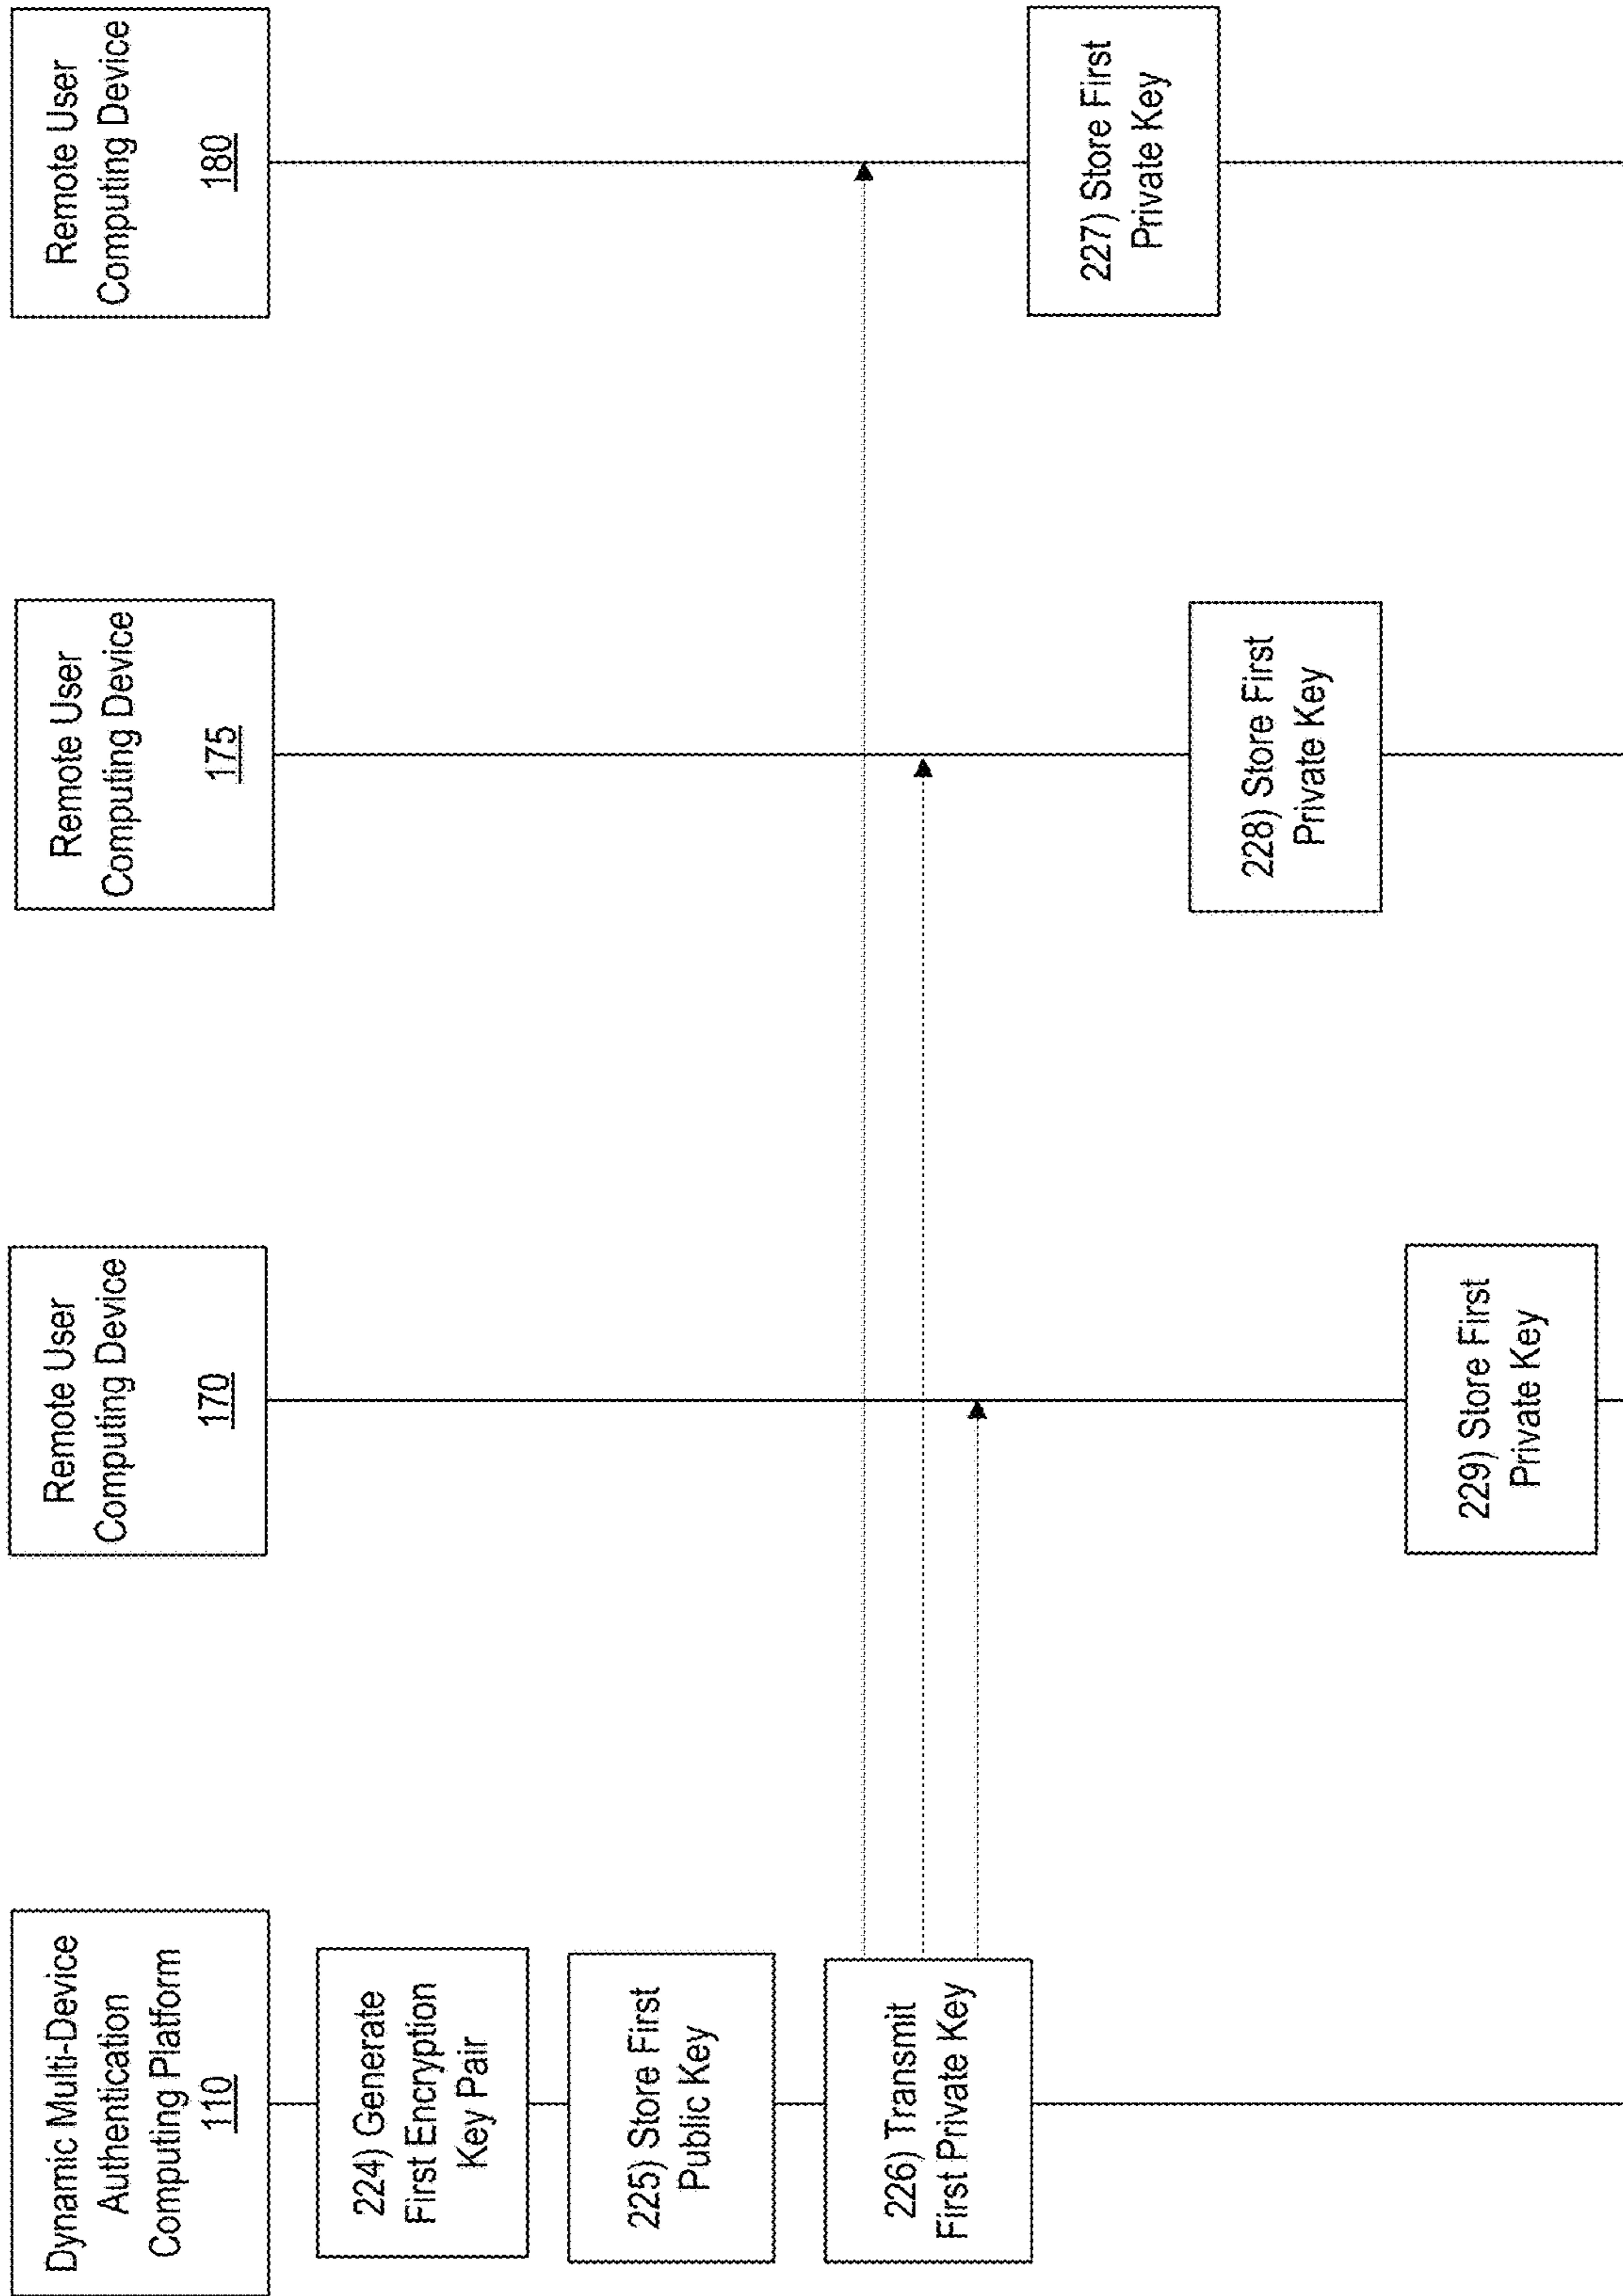 Dynamic Multi-Device
Authentication
Computing Platform
110
Remote User
Computing Device
170
Remote User
Computing Device
175
Remote User
Computing Device
180
224) Generate
First Encryption
Key Pair
225) Store First
Public Key
226) Transmit
First Private Key
227) Store First
Private Key
228) Store First
Private Key
229) Store First
Private Key